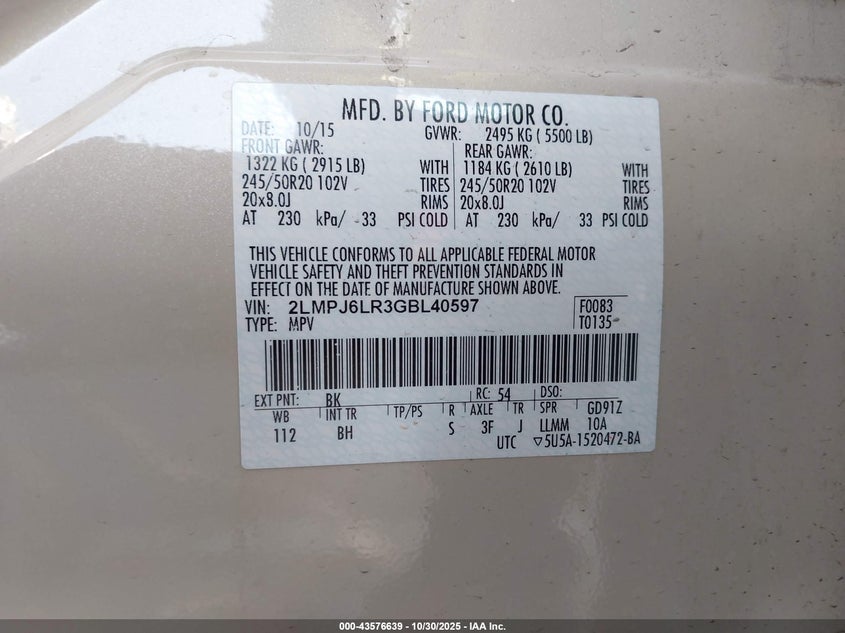 MFD. BY FORD MOTOR CO.
DATE: 10/15 GVWR: 2495 KG ( 5500 LB)
FRONT GAWR: REAR GAWR:
1322 KG ( 2915 LB) WITH 1184 KG ( 2610 LB) WITH
245/50R20 102V TIRES 245/50R20 102V TIRES
20x8.0J RIMS 20x8.0J RIMS
AT 230 kPa/ 33 PSI COLD AT 230 kPa/ 33 PSI COLD
THIS VEHICLE CONFORMS TO ALL APPLICABLE FEDERAL MOTOR
VEHICLE SAFETY AND THEFT PREVENTION STANDARDS IN
EFFECT ON THE DATE OF MANUFACTURE SHOWN ABOVE.
VIN: 2LMPJ6LR3GBL40597 F0083
TYPE: MPV T0135
EXT PNT: BK RC: 54 DSO:
WB INT TR TP/PS R AXLE TR SPR GD91Z
112 BH S 3F J LLMM 10A
UTC ▽5U5A-1520472-BA
000-43576639 - 10/30/2025 - IAA Inc.